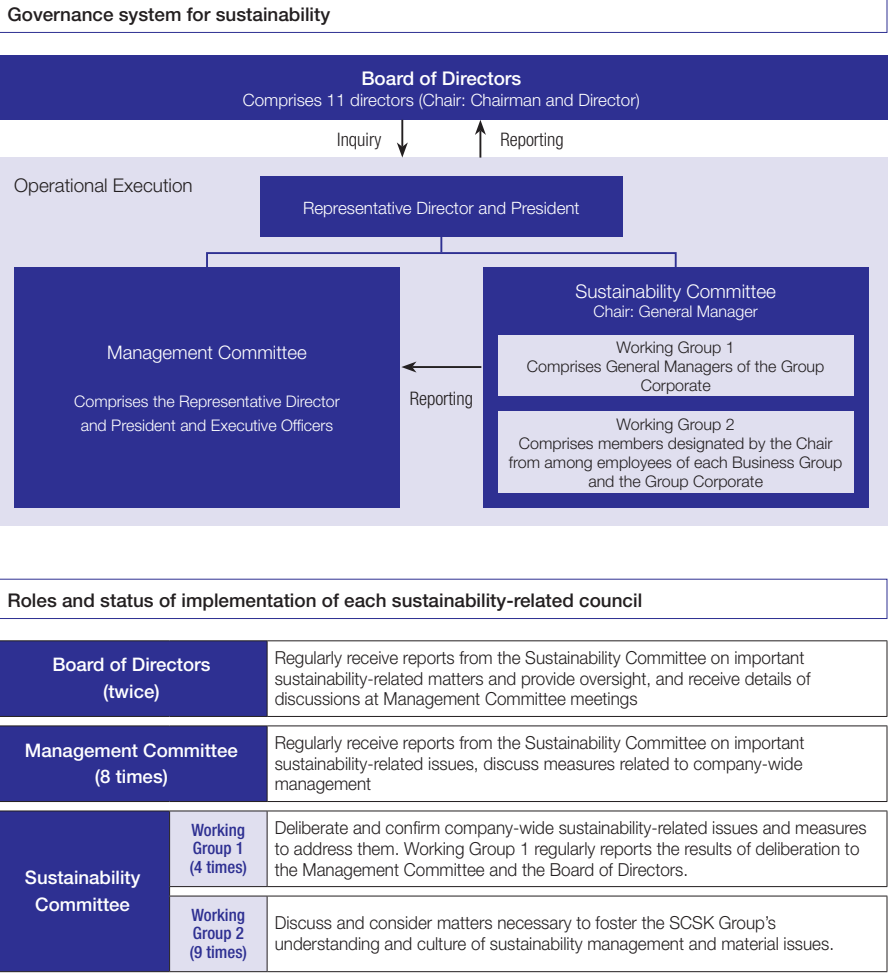 Governance system for sustainability
Board of Directors
Comprises 11 directors (Chair: Chairman and Director)
Inquiry
Reporting
Operational Execution
Representative Director and President
Management Committee
Comprises the Representative Director
and President and Executive Officers
Reporting
Sustainability Committee
Chair: General Manager
Working Group 1
Comprises General Managers of the Group
Corporate
Working Group 2
Comprises members designated by the Chair
from among employees of each Business Group
and the Group Corporate
Roles and status of implementation of each sustainability-related council
Board of Directors
(twice)
Regularly receive reports from the Sustainability Committee on important
sustainability-related matters and provide oversight, and receive details of
discussions at Management Committee meetings
Management Committee
(8 times)
Regularly receive reports from the Sustainability Committee on important
sustainability-related issues, discuss measures related to company-wide
management
Sustainability
Committee
Working
Group 1
(4 times)
Deliberate and confirm company-wide sustainability-related issues and measures
to address them. Working Group 1 regularly reports the results of deliberation to
the Management Committee and the Board of Directors.
Working
Group 2
(9 times)
Discuss and consider matters necessary to foster the SCSK Group's
understanding and culture of sustainability management and material issues.